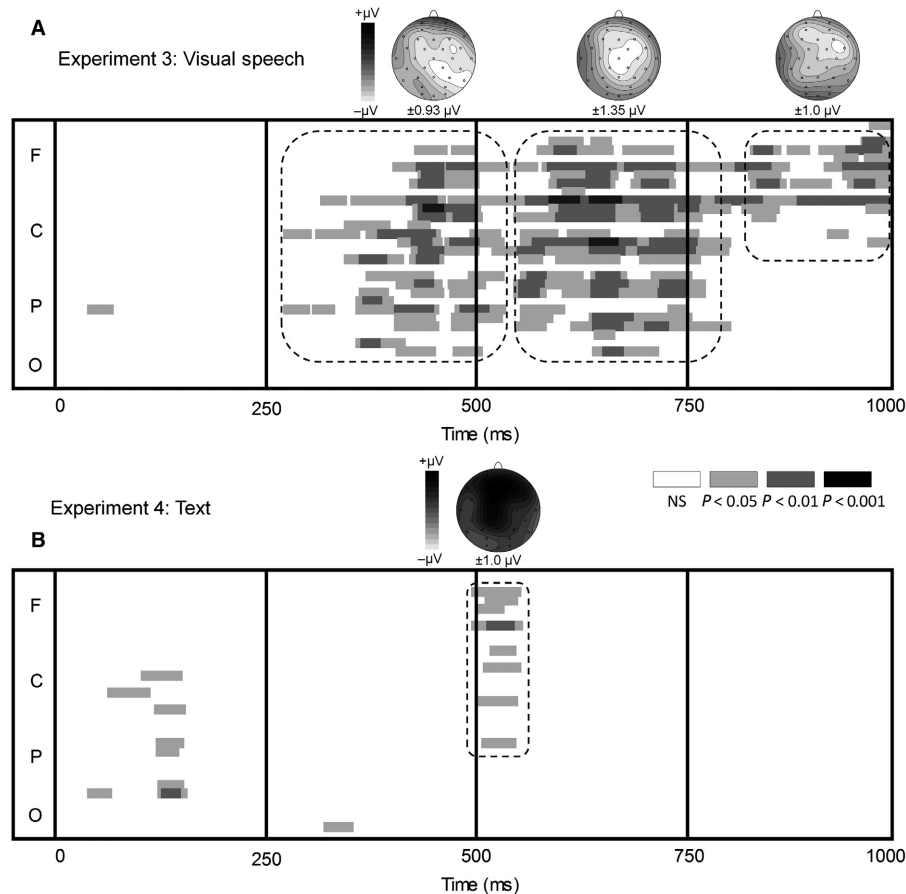 A
Experiment 3: Visual speech
+μV
–μV
±0.93 μV
±1.35 μV
±1.0 μV
F
C
P
O
0 250 500 750 1000
Time (ms)
Experiment 4: Text
B
+μV
–μV
±1.0 μV
NS P < 0.05 P < 0.01 P < 0.001
F
C
P
O
0 250 500 750 1000
Time (ms)